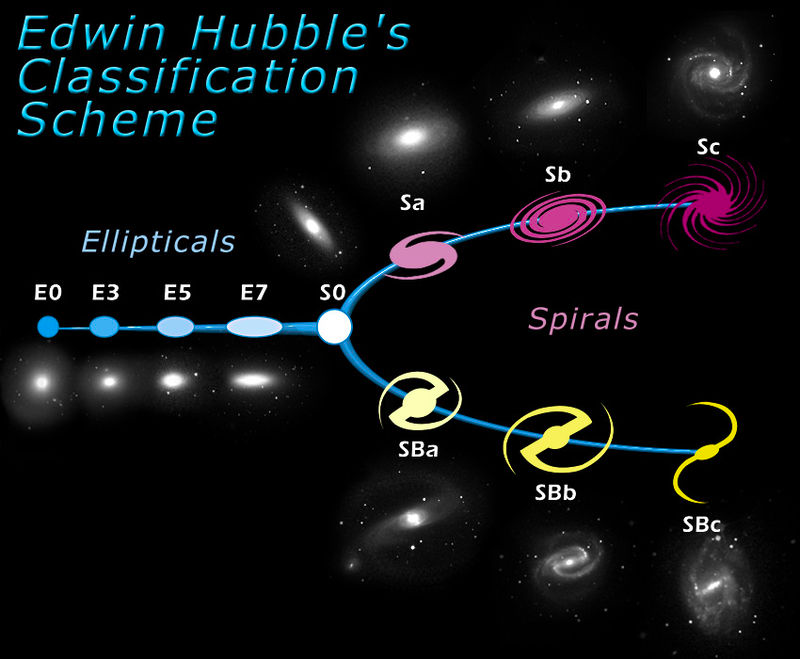 Edwin Hubble's
Classification
Scheme
Sc
Sb
Sa
Ellipticals
E0 E3 E5 E7 S0
Spirals
SBa
SBb
SBc